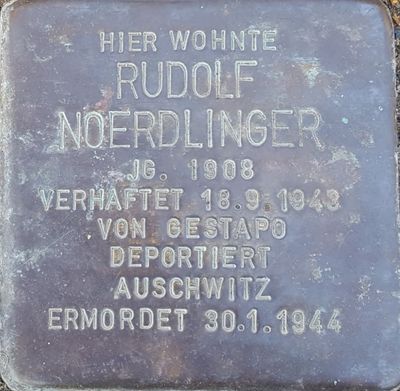 HIER WOHNTE
RUDOLF
NOERDLINGER
JG. 1908
VERHAFTET 18.9.1943
VON GESTAPO
DEPORTIERT
AUSCHWITZ
ERMORDET 30.1.1944